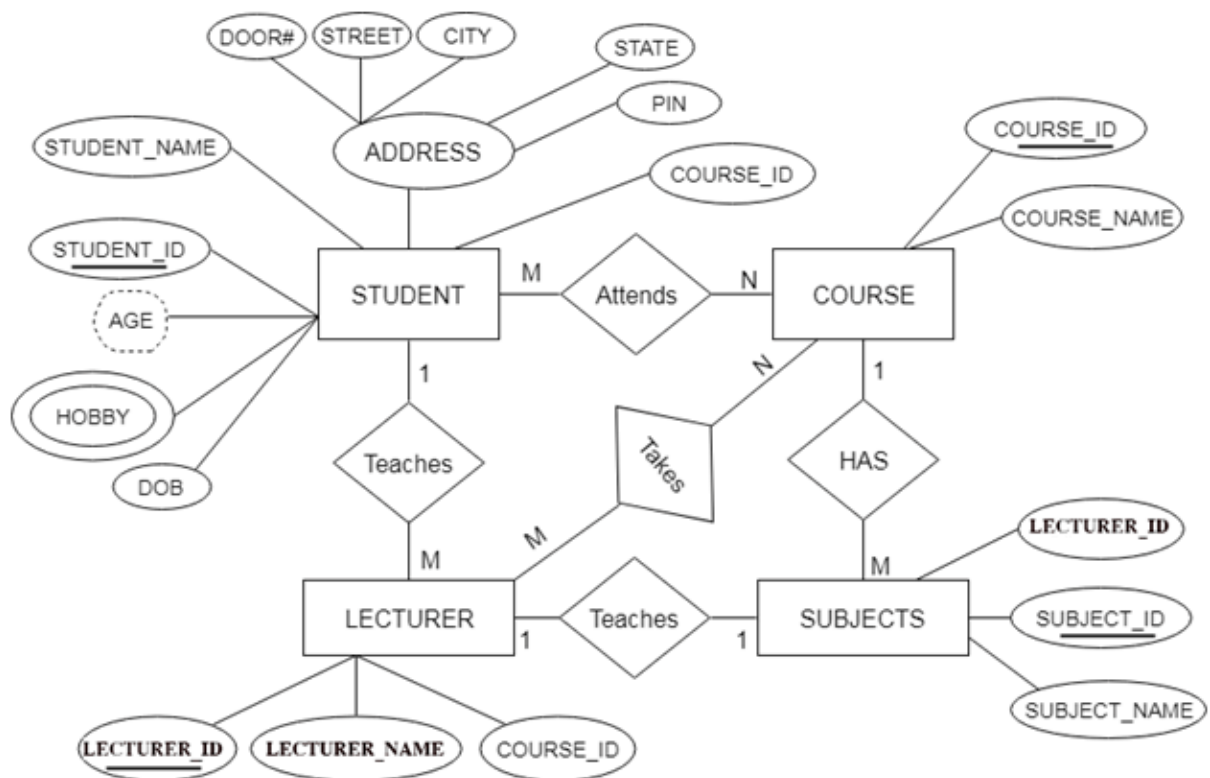 DOOR#
STREET
CITY
STATE
PIN
ADDRESS
STUDENT_NAME
COURSE_ID
COURSE_ID
COURSE_NAME
STUDENT_ID
AGE
HOBBY
DOB
STUDENT
M
Attends
N
COURSE
1
Teaches
M
N
Takes
M
1
HAS
M
LECTURER
1
Teaches
1
SUBJECTS
LECTURER_ID
SUBJECT_ID
SUBJECT_NAME
LECTURER_ID
LECTURER_NAME
COURSE_ID